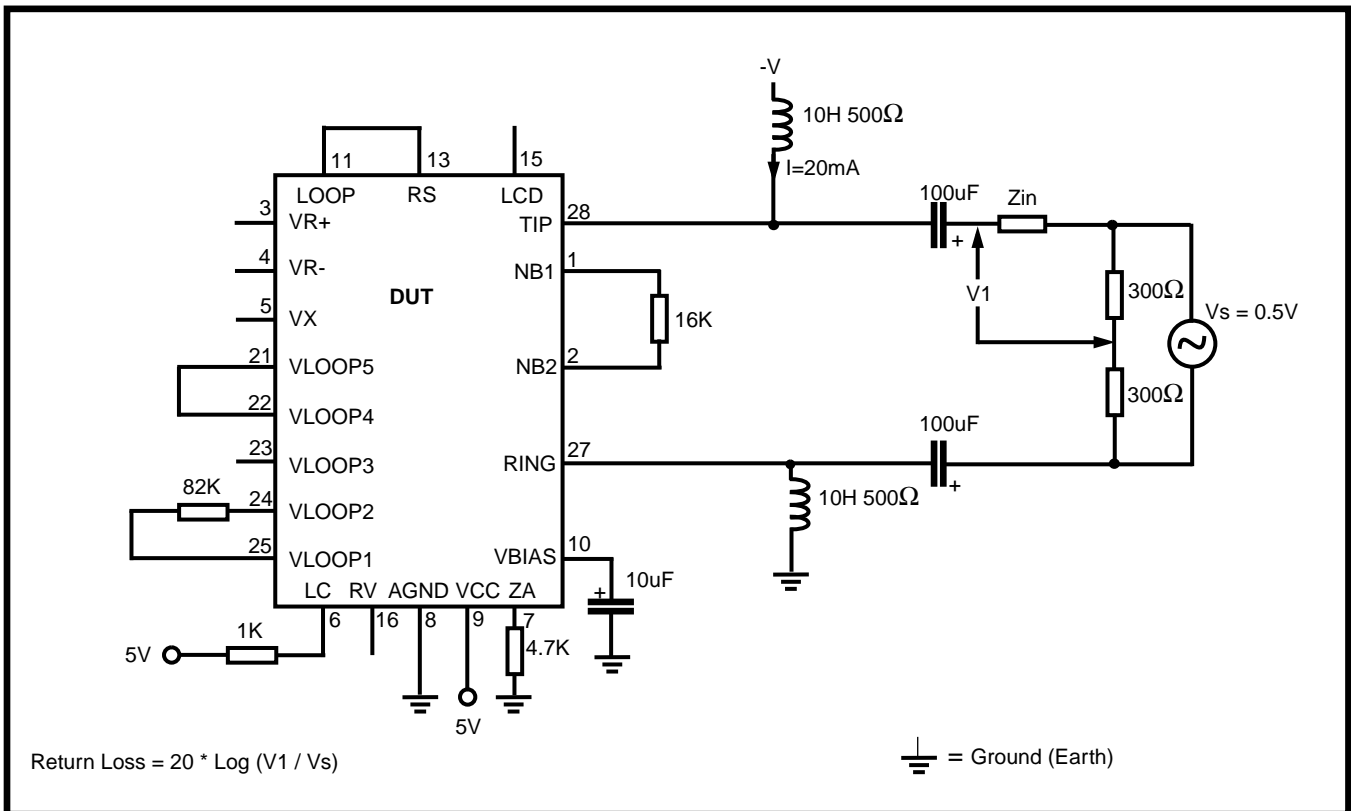 -V
10H 500Ω
I=20mA
11
13
15
LOOP
RS
LCD
3
VR+
TIP
28
100uF
+
Zin
4
VR-
DUT
NB1
1
5
VX
16K
V1
300Ω
Vs = 0.5V
21
VLOOP5
NB2
2
22
VLOOP4
300Ω
23
VLOOP3
RING
27
100uF
+
82K
24
VLOOP2
10H 500Ω
25
VLOOP1
VBIAS
10
10uF
+
LC
RV
AGND
VCC
ZA
6
16
8
9
7
1K
4.7K
5V
5V
Return Loss = 20 * Log (V1 / Vs)
= Ground (Earth)